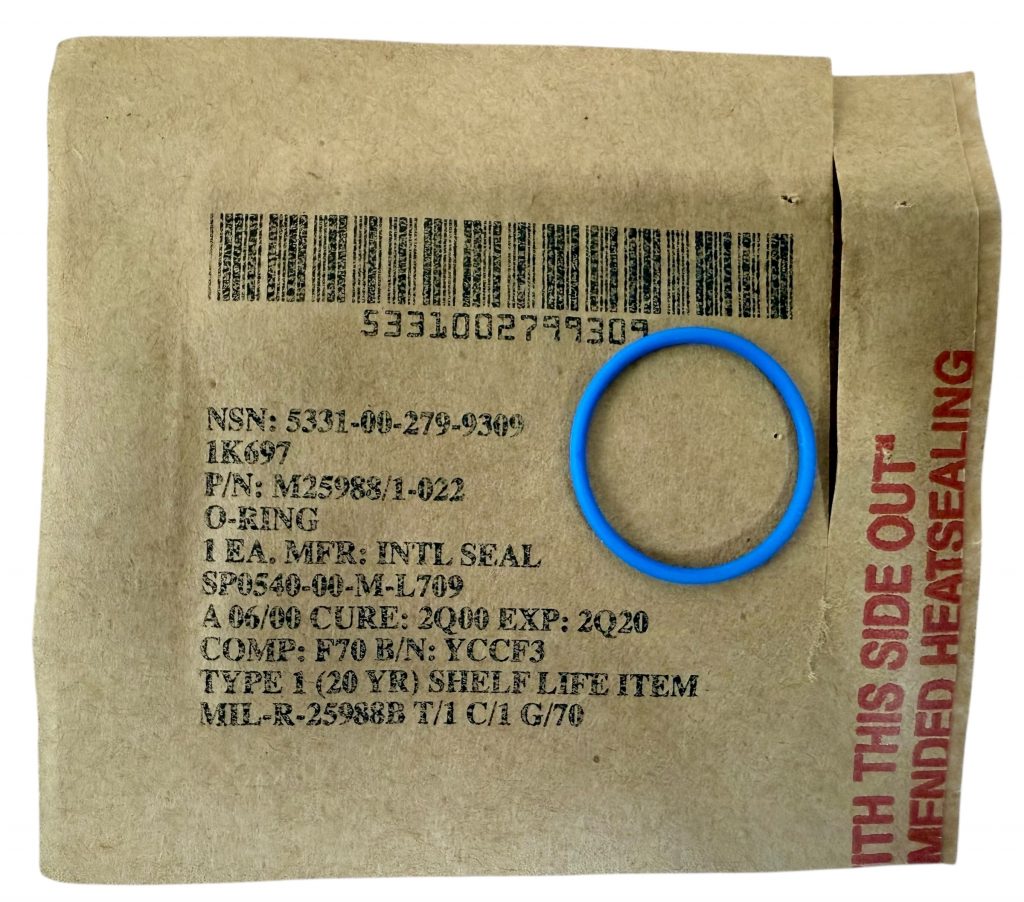 5331002799309
NSN: 5331-00-279-9309
1K697
P/N: M25988/1-022
O-RING
1 EA. MFR: INTL SEAL
SP0540-00-M-L709
A 06/00 CURE: 2Q00 EXP: 2Q20
COMP: F70 B/N: YCCF3
TYPE 1 (20 YR) SHELF LIFE ITEM
MIL-R-25988B T/1 C/1 G/70
ITH THIS SIDE OUT"
MENDED HEATSEALING